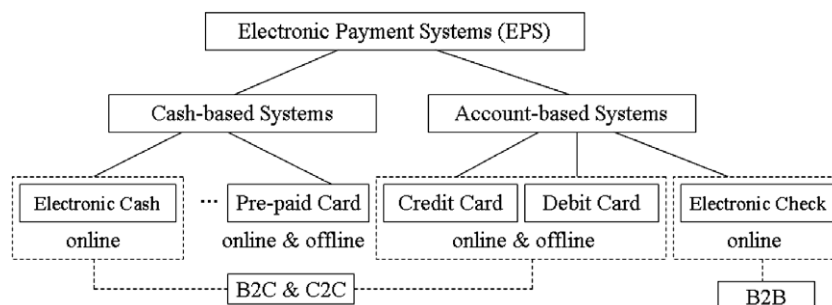 Electronic Payment Systems (EPS)
Cash-based Systems
Account-based Systems
Electronic Cash
...
Pre-paid Card
Credit Card
Debit Card
Electronic Check
online
online & offline
online & offline
online
B2C & C2C
B2B